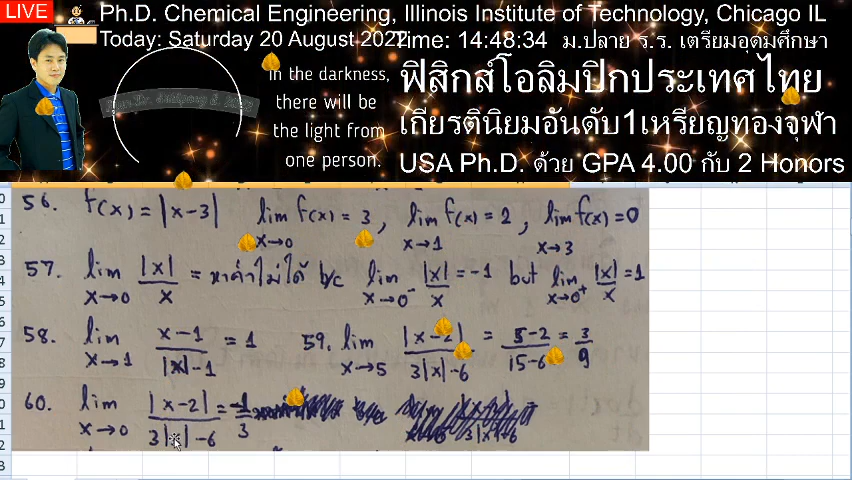 LIVE
Ph.D. Chemical Engineering, Illinois Institute of Technology, Chicago IL
Today: Saturday 20 August 2022 Time: 14:48:34 ม.ปลาย ร.ร. เตรียมอุดมศึกษา
In the darkness,
there will be
the light from
one person.
ฟิสิกส์โอลิมปิกประเทศไทย
เกียรตินิยมอันดับ1เหรียญทองจุฬา
USA Ph.D. ด้วย GPA 4.00 กับ 2 Honors
56. f(x) = |x-3| lim x→0 f(x) = 3, lim x→1 f(x) = 2, lim x→3 f(x) = 0
57. lim x→0 |x|/x = หาค่าไม่ได้ b/c lim x→0⁻ |x|/x = -1 but lim x→0⁺ |x|/x = 1
58. lim x→1 x-1/|x|-1 = 1 59. lim x→5 |x-2|/3|x|-6 = 5-2/15-6 = 3/9
60. lim x→0 |x-2|/3|x|-6 = -1/3